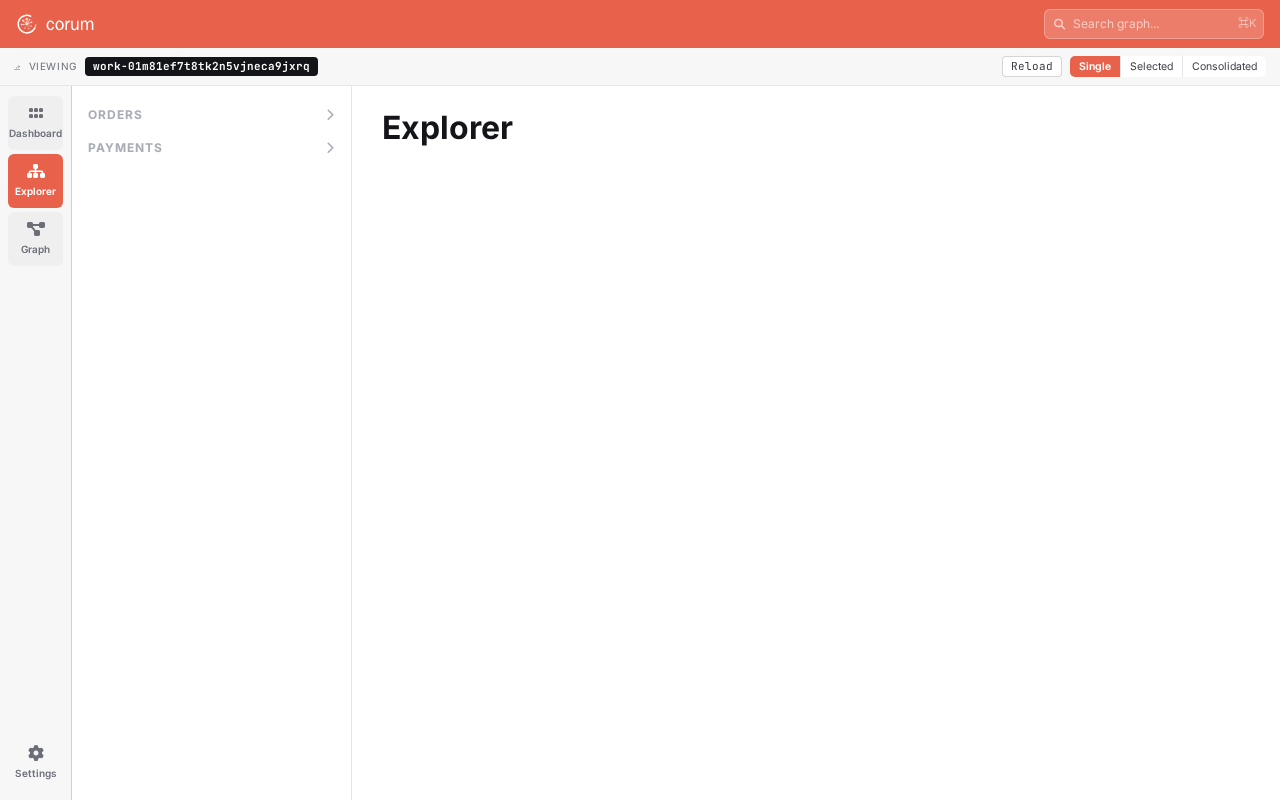 corum
Search graph... ⌘K
VIEWING work-01m81ef7t8tk2n5vjneca9jxrq
Reload Single Selected Consolidated
Dashboard
Explorer
Graph
Settings
ORDERS
PAYMENTS
Explorer